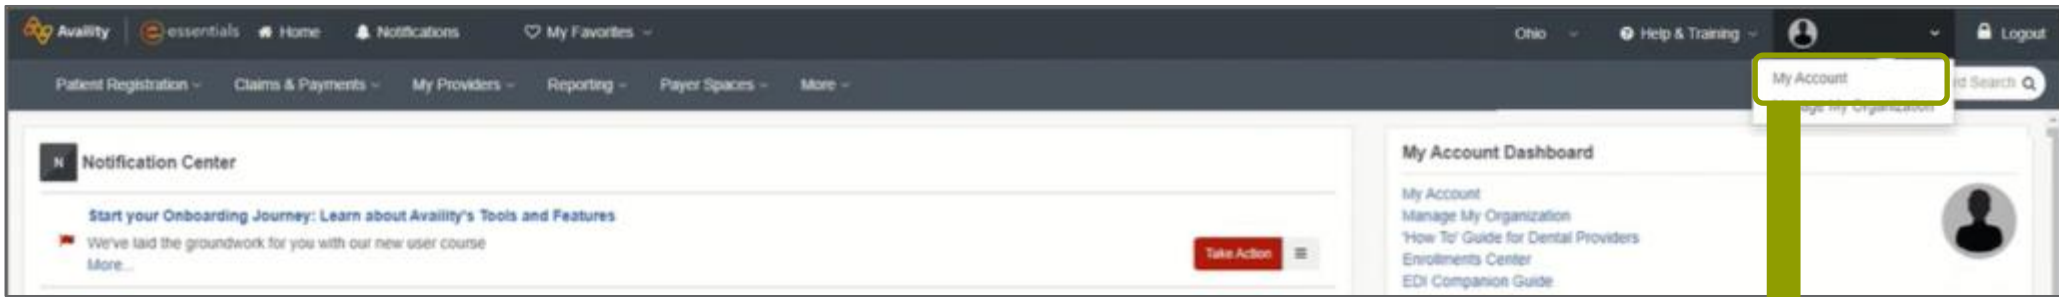 Availity essentials Home Notifications My Favorites Ohio Help & Training Logout
My Account
Patient Registration Claims & Payments My Providers Reporting Payer Spaces More Search
Manage My Organization
N Notification Center
My Account Dashboard
Start your Onboarding Journey: Learn about Availity's Tools and Features
We've laid the groundwork for you with our new user course
More...
Take Action
My Account
Manage My Organization
'How To' Guide for Dental Providers
Enrollments Center
EDI Companion Guide